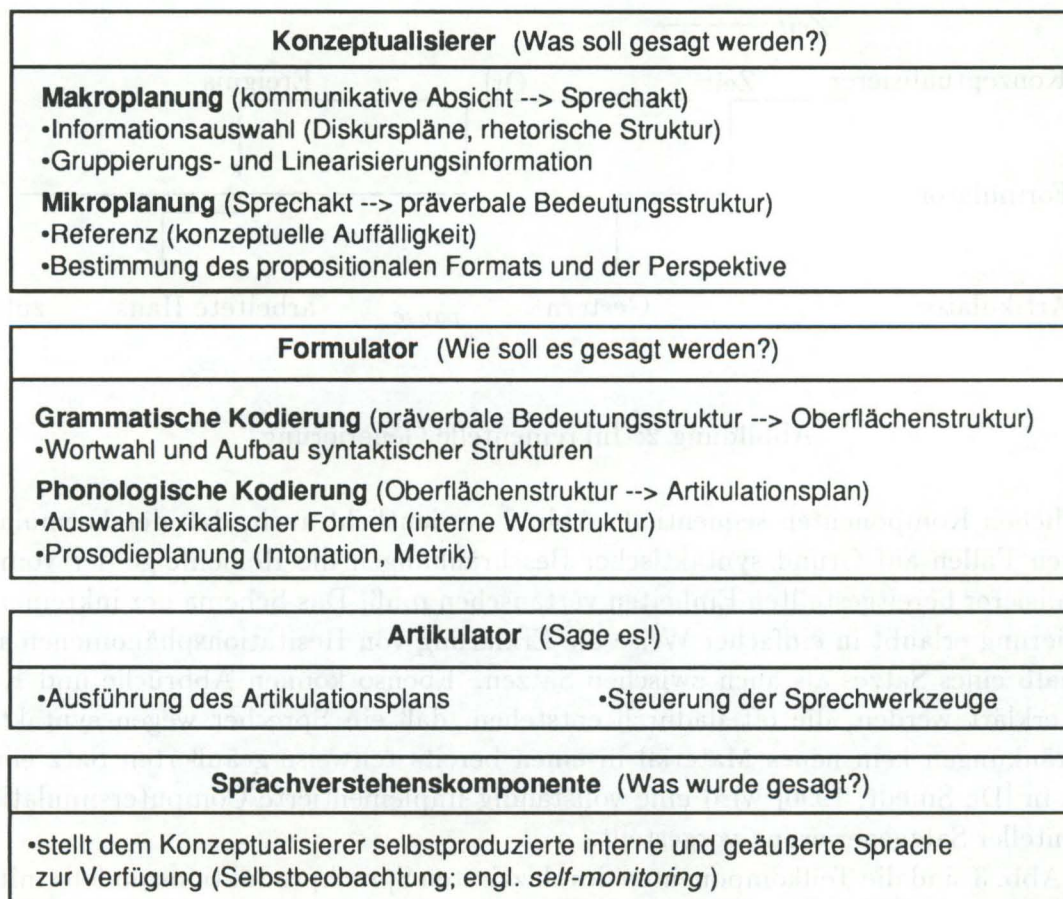 Konzeptualisierer (Was soll gesagt werden?)
Makroplanung (kommunikative Absicht --> Sprechakt)
•Informationsauswahl (Diskurspläne, rhetorische Struktur)
•Gruppierungs- und Linearisierungsinformation
Mikroplanung (Sprechakt --> präverbale Bedeutungsstruktur)
•Referenz (konzeptuelle Auffälligkeit)
•Bestimmung des propositionalen Formats und der Perspektive
Formulator (Wie soll es gesagt werden?)
Grammatische Kodierung (präverbale Bedeutungsstruktur --> Oberflächenstruktur)
•Wortwahl und Aufbau syntaktischer Strukturen
Phonologische Kodierung (Oberflächenstruktur --> Artikulationsplan)
•Auswahl lexikalischer Formen (interne Wortstruktur)
•Prosodieplanung (Intonation, Metrik)
Artikulator (Sage es!)
•Ausführung des Artikulationsplans •Steuerung der Sprechwerkzeuge
Sprachverstehenskomponente (Was wurde gesagt?)
•stellt dem Konzeptualisierer selbstproduzierte interne und geäußerte Sprache
zur Verfügung (Selbstbeobachtung, engl. self-monitoring)